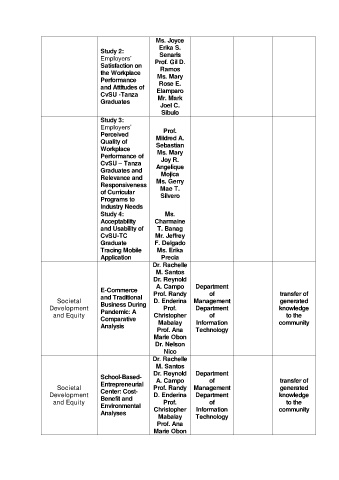 Study 2:
Employers'
Satisfaction on
the Workplace
Performance
and Attitudes of
CvSU -Tanza
Graduates
Ms. Joyce
Erika S.
Senaris
Prof. Gil D.
Ramos
Ms. Mary
Rose E.
Elamparo
Mr. Mark
Joel C.
Sibulo
Study 3:
Employers'
Perceived
Quality of
Workplace
Performance of
CvSU – Tanza
Graduates and
Relevance and
Responsiveness
of Curricular
Programs to
Industry Needs
Study 4:
Acceptability
and Usability of
CvSU-TC
Graduate
Tracing Mobile
Application
Prof.
Mildred A.
Sebastian
Ms. Mary
Joy R.
Angelique
Mojica
Ms. Gerry
Mae T.
Silvero
Ms.
Charmaine
T. Banag
Mr. Jeffrey
F. Delgado
Ms. Erika
Precia
Societal
Development
and Equity
E-Commerce
and Traditional
Business During
Pandemic: A
Comparative
Analysis
Dr. Rachelle
M. Santos
Dr. Reynold
A. Campo
Prof. Randy
D. Enderina
Prof.
Christopher
Mabalay
Prof. Ana
Marie Obon
Dr. Nelson
Nico
Department
of
Management
Department
of
Information
Technology
transfer of
generated
knowledge
to the
community
Societal
Development
and Equity
School-Based-
Entrepreneurial
Center: Cost-
Benefit and
Environmental
Analyses
Dr. Rachelle
M. Santos
Dr. Reynold
A. Campo
Prof. Randy
D. Enderina
Prof.
Christopher
Mabalay
Prof. Ana
Marie Obon
Department
of
Management
Department
of
Information
Technology
transfer of
generated
knowledge
to the
community